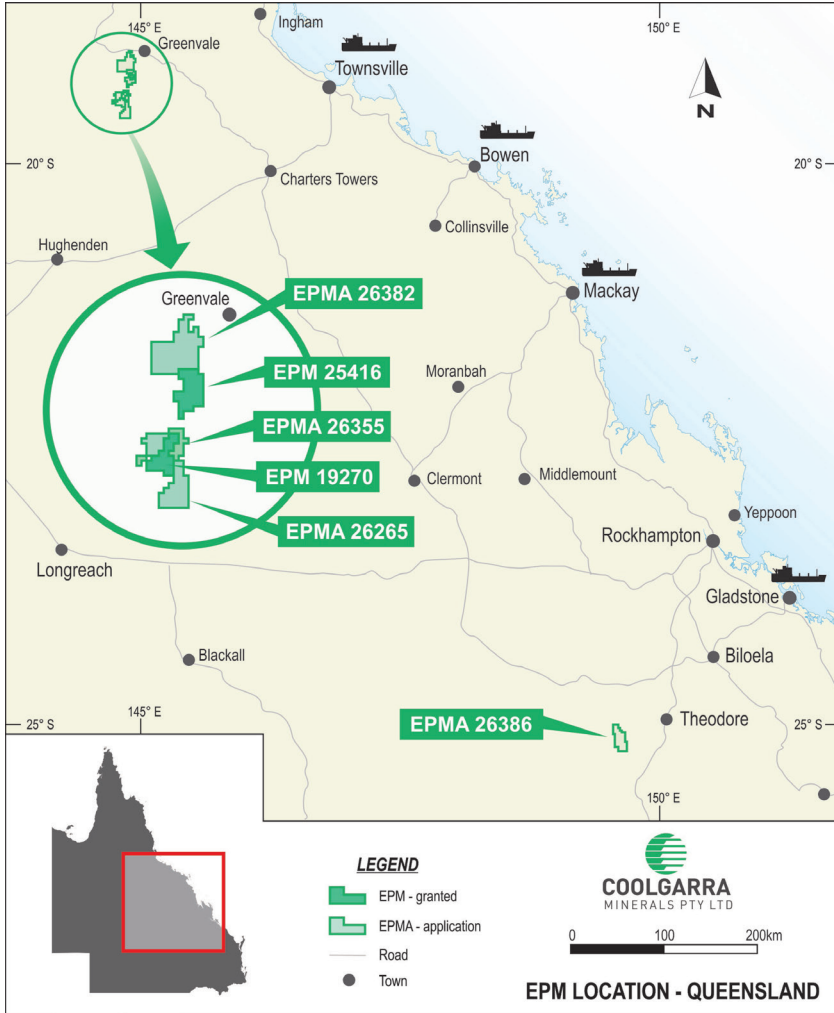 145° E
150° E
Ingham
Greenvale
Townsville
N
20° S
20° S
Bowen
Charters Towers
Collinsville
Hughenden
Greenvale
EPMA 26382
Mackay
EPM 25416
Moranbah
EPMA 26355
EPM 19270
Clermont
Middlemount
EPMA 26265
Yeppoon
Rockhampton
Longreach
Gladstone
Blackall
Biloela
EPMA 26386
Theodore
25° S
25° S
145° E
150° E
LEGEND
EPM - granted
EPMA - application
Road
Town
COOLGARRA
MINERALS PTY LTD
0 100 200km
EPM LOCATION - QUEENSLAND